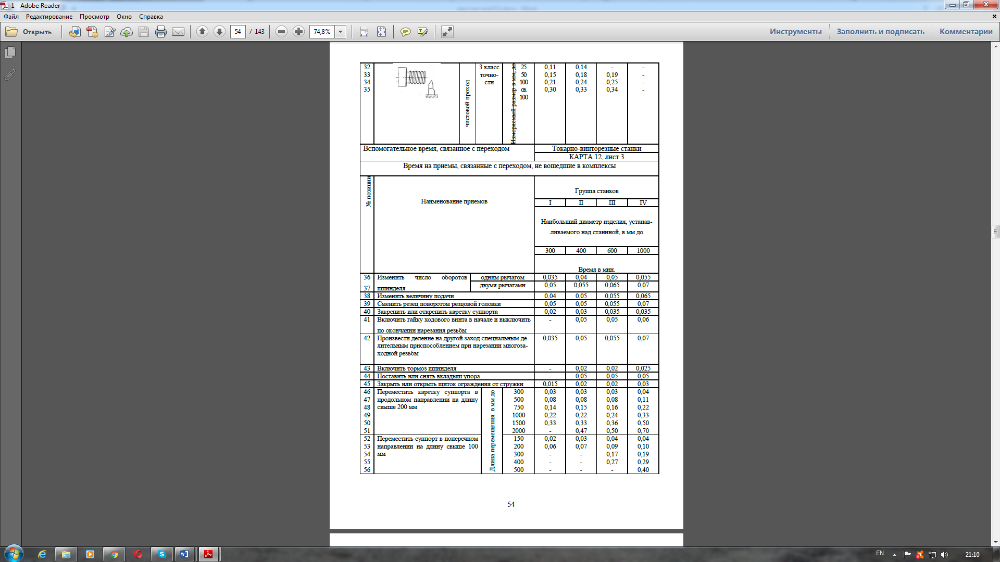 1 - Adobe Reader
Файл Редактирование Просмотр Окно Справка
Открыть 54 / 143 74,8% Инструменты Заполнить и подписать Комментарии
32 чистовой проход 3 класс Измеряемый размер в мм, до 25 0,11 0,14 - -
33 точно- 50 0,15 0,18 0,19 -
34 сти 100 0,21 0,24 0,25 -
35 св. 0,30 0,33 0,34 -
100
Вспомогательное время, связанное с переходом Токарно-винторезные станки
КАРТА 12, лист 3
Время на приемы, связанные с переходом, не вошедшие в комплексы
№ позиции Наименование приемов Группа станков
I II III IV
Наибольший диаметр изделия, устанав-
ливаемого над станиной, в мм до
300 400 600 1000
Время в мин.
36 Изменить число оборотов одним рычагом 0,035 0,04 0,05 0,055
37 шпинделя двумя рычагами 0,05 0,055 0,065 0,07
38 Изменить величину подачи 0,04 0,05 0,055 0,065
39 Сменить резец поворотом резцовой головки 0,05 0,05 0,055 0,07
40 Закрепить или открепить каретку суппорта 0,02 0,03 0,035 0,035
41 Включить гайку ходового винта в начале и выключить - 0,05 0,05 0,06
по окончании нарезания резьбы
42 Произвести деление на другой заход специальным де- 0,035 0,05 0,055 0,07
лительным приспособлением при нарезании многоза-
ходной резьбы
43 Включить тормоз шпинделя - 0,02 0,02 0,025
44 Поставить или снять вкладыш упора - 0,05 0,05 0,05
45 Закрыть или открыть щиток ограждения от стружки 0,015 0,02 0,02 0,03
46 Переместить каретку суппорта в Длина перемещения в мм до 300 0,03 0,03 0,03 0,04
47 продольном направлении на длину 500 0,08 0,08 0,08 0,11
48 свыше 200 мм 750 0,14 0,15 0,16 0,22
49 1000 0,22 0,22 0,24 0,33
50 1500 0,33 0,33 0,36 0,50
51 2000 - 0,47 0,50 0,70
52 Переместить суппорт в поперечном 150 0,02 0,03 0,04 0,04
53 направлении на длину свыше 100 200 0,06 0,07 0,09 0,10
54 мм 300 - - 0,17 0,19
55 400 - - 0,27 0,29
56 500 - - - 0,40
54
EN 21:10